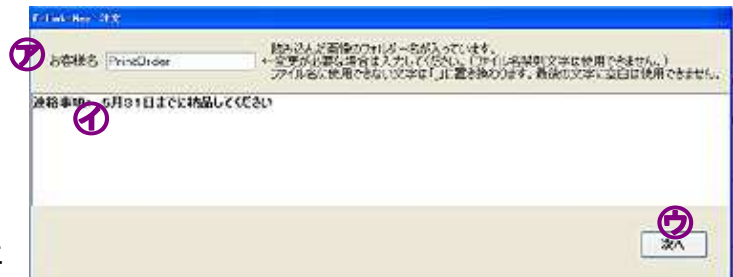 注文
ア
お客様名 PrintOrder
読み込んだ画像のフォルダー名が入っています。
←変更が必要な場合は入力してください。(ファイル名禁則文字は使用できません。)
ファイル名に使用できない文字は「_」に置き換わります。最後の文字に空白は使用できません。
連絡事項: 5月31日までに納品してください
イ
ウ
次へ